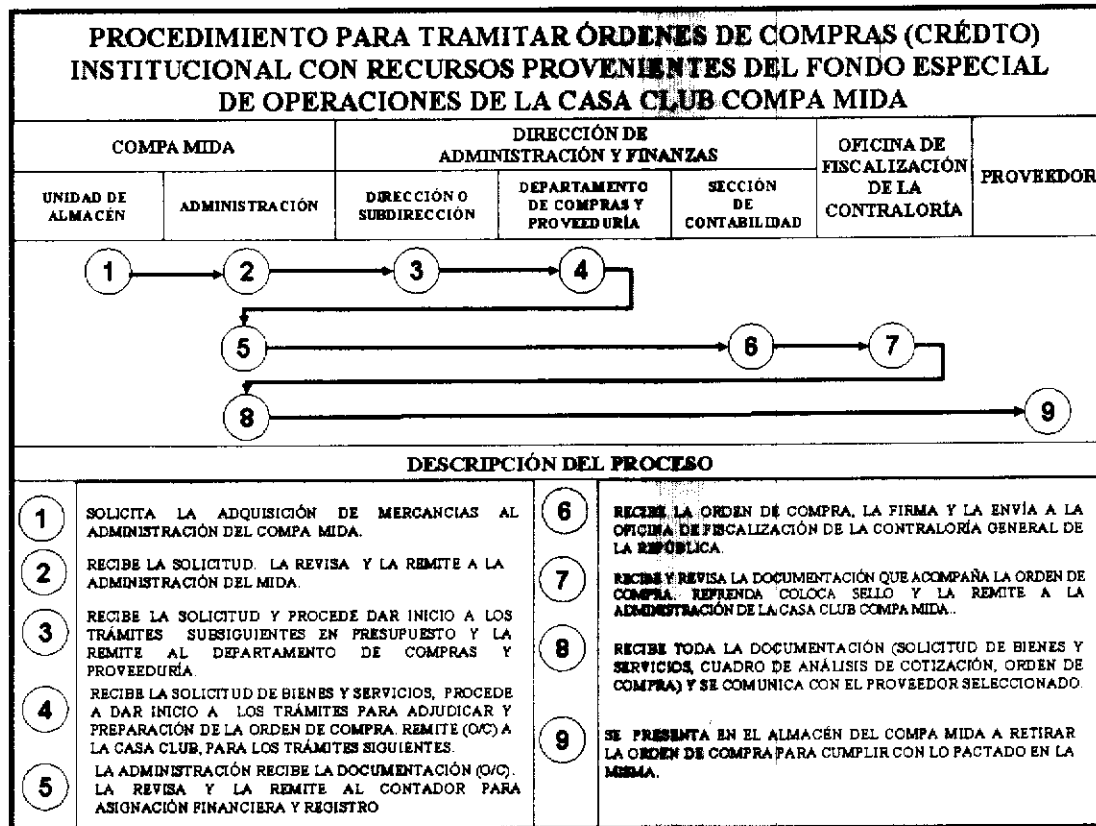 PROCEDIMIENTO PARA TRAMITAR ÓRDENES DE COMPRAS (CRÉDTO)
INSTITUCIONAL CON RECURSOS PROVENIENTES DEL FONDO ESPECIAL
DE OPERACIONES DE LA CASA CLUB COMPA MIDA
COMPA MIDA
DIRECCIÓN DE
ADMINISTRACIÓN Y FINANZAS
OFICINA DE
FISCALIZACIÓN
DE LA
CONTRALORÍA
PROVEEDOR
UNIDAD DE
ALMACÉN
ADMINISTRACIÓN
DIRECCIÓN O
SUBDIRECCIÓN
DEPARTAMENTO
DE COMPRAS Y
PROVEEDURÍA
SECCIÓN
DE
CONTABILIDAD
1
2
3
4
5
6
7
8
9
DESCRIPCIÓN DEL PROCESO
1
SOLICITA LA ADQUISICIÓN DE MERCANCIAS AL
ADMINISTRACIÓN DEL COMPA MIDA.
2
RECIBE LA SOLICITUD. LA REVISA Y LA REMITE A LA
ADMINISTRACIÓN DEL MIDA.
3
RECIBE LA SOLICITUD Y PROCEDE DAR INICIO A LOS
TRÁMITES SUBSIGUIENTES EN PRESUPUESTO Y LA
REMITE AL DEPARTAMENTO DE COMPRAS Y
PROVEEDURÍA.
4
RECIBE LA SOLICITUD DE BIENES Y SERVICIOS, PROCEDE
A DAR INICIO A LOS TRÁMITES PARA ADJUDICAR Y
PREPARACIÓN DE LA ORDEN DE COMPRA. REMITE (O/C) A
LA CASA CLUB, PARA LOS TRÁMITES SIGUIENTES.
5
LA ADMINISTRACIÓN RECIBE LA DOCUMENTACIÓN (O/C).
LA REVISA Y LA REMITE AL CONTADOR PARA
ASIGNACIÓN FINANCIERA Y REGISTRO
6
RECIBE LA ORDEN DE COMPRA, LA FIRMA Y LA ENVÍA A LA
OFICINA DE FISCALIZACIÓN DE LA CONTRALORÍA GENERAL DE
LA REPÚBLICA.
7
RECIBE Y REVISA LA DOCUMENTACIÓN QUE ACOMPAÑA LA ORDEN DE
COMPRA. REFRENDA COLOCA SELLO Y LA REMITE A LA
ADMINISTRACIÓN DE LA CASA CLUB COMPA MIDA..
8
RECIBE TODA LA DOCUMENTACIÓN (SOLICITUD DE BIENES Y
SERVICIOS, CUADRO DE ANÁLISIS DE COTIZACIÓN, ORDEN DE
COMPRA) Y SE COMUNICA CON EL PROVEEDOR SELECCIONADO.
9
SE PRESENTA EN EL ALMACÉN DEL COMPA MIDA A RETIRAR
LA ORDEN DE COMPRA PARA CUMPLIR CON LO PACTADO EN LA
MISMA.